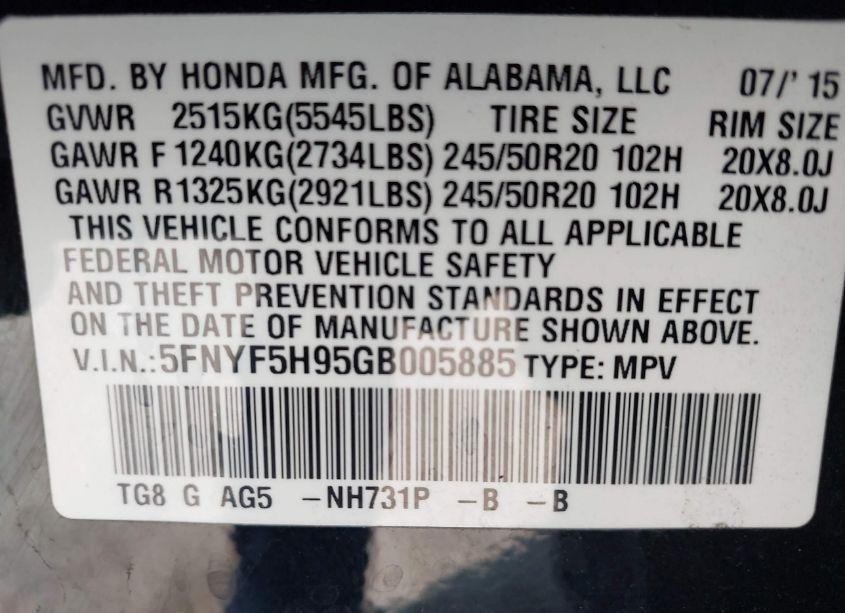 MFD. BY HONDA MFG. OF ALABAMA, LLC 07/' 15
GVWR 2515KG(5545LBS) TIRE SIZE RIM SIZE
GAWR F 1240KG(2734LBS) 245/50R20 102H 20X8.0J
GAWR R1325KG(2921LBS) 245/50R20 102H 20X8.0J
THIS VEHICLE CONFORMS TO ALL APPLICABLE
FEDERAL MOTOR VEHICLE SAFETY
AND THEFT PREVENTION STANDARDS IN EFFECT
ON THE DATE OF MANUFACTURE SHOWN ABOVE.
V.I.N.:5FNYF5H95GB005885 TYPE: MPV
TG8 G AG5 -NH731P -B -B